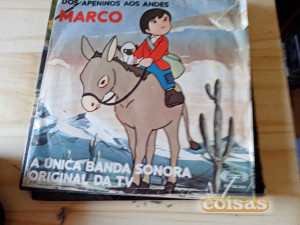 DOS APENINOS AOS ANDES
MARCO
A ÚNICA BANDA SONORA
ORIGINAL DA TV
coisas